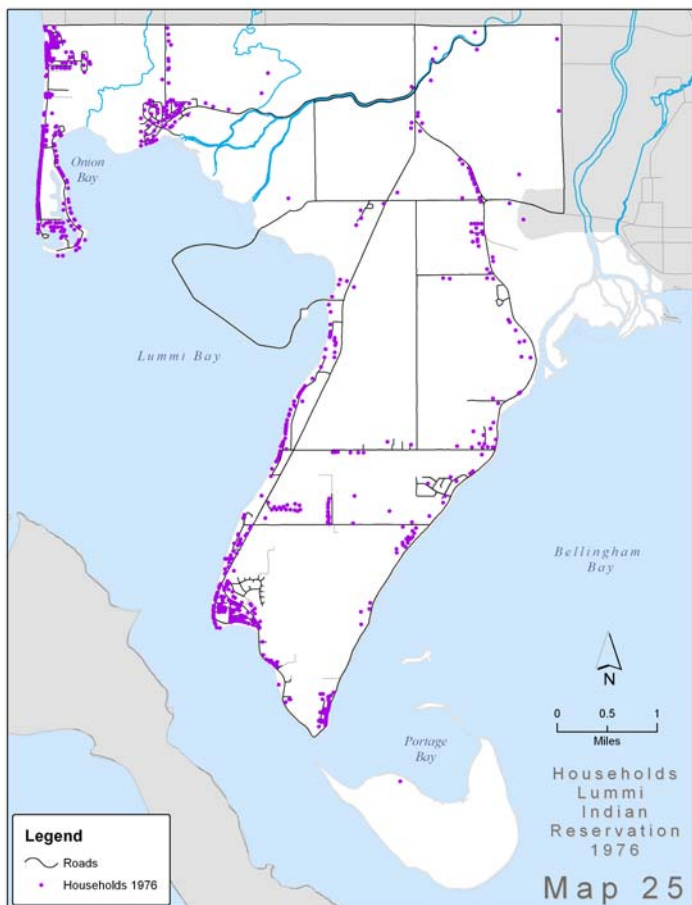 Onion
Bay
Lummi Bay
Bellingham
Bay
N
0 0.5 1
Miles
Portage
Bay
Households
Lummi
Indian
Reservation
1976
Map 25
Legend
Roads
Households 1976